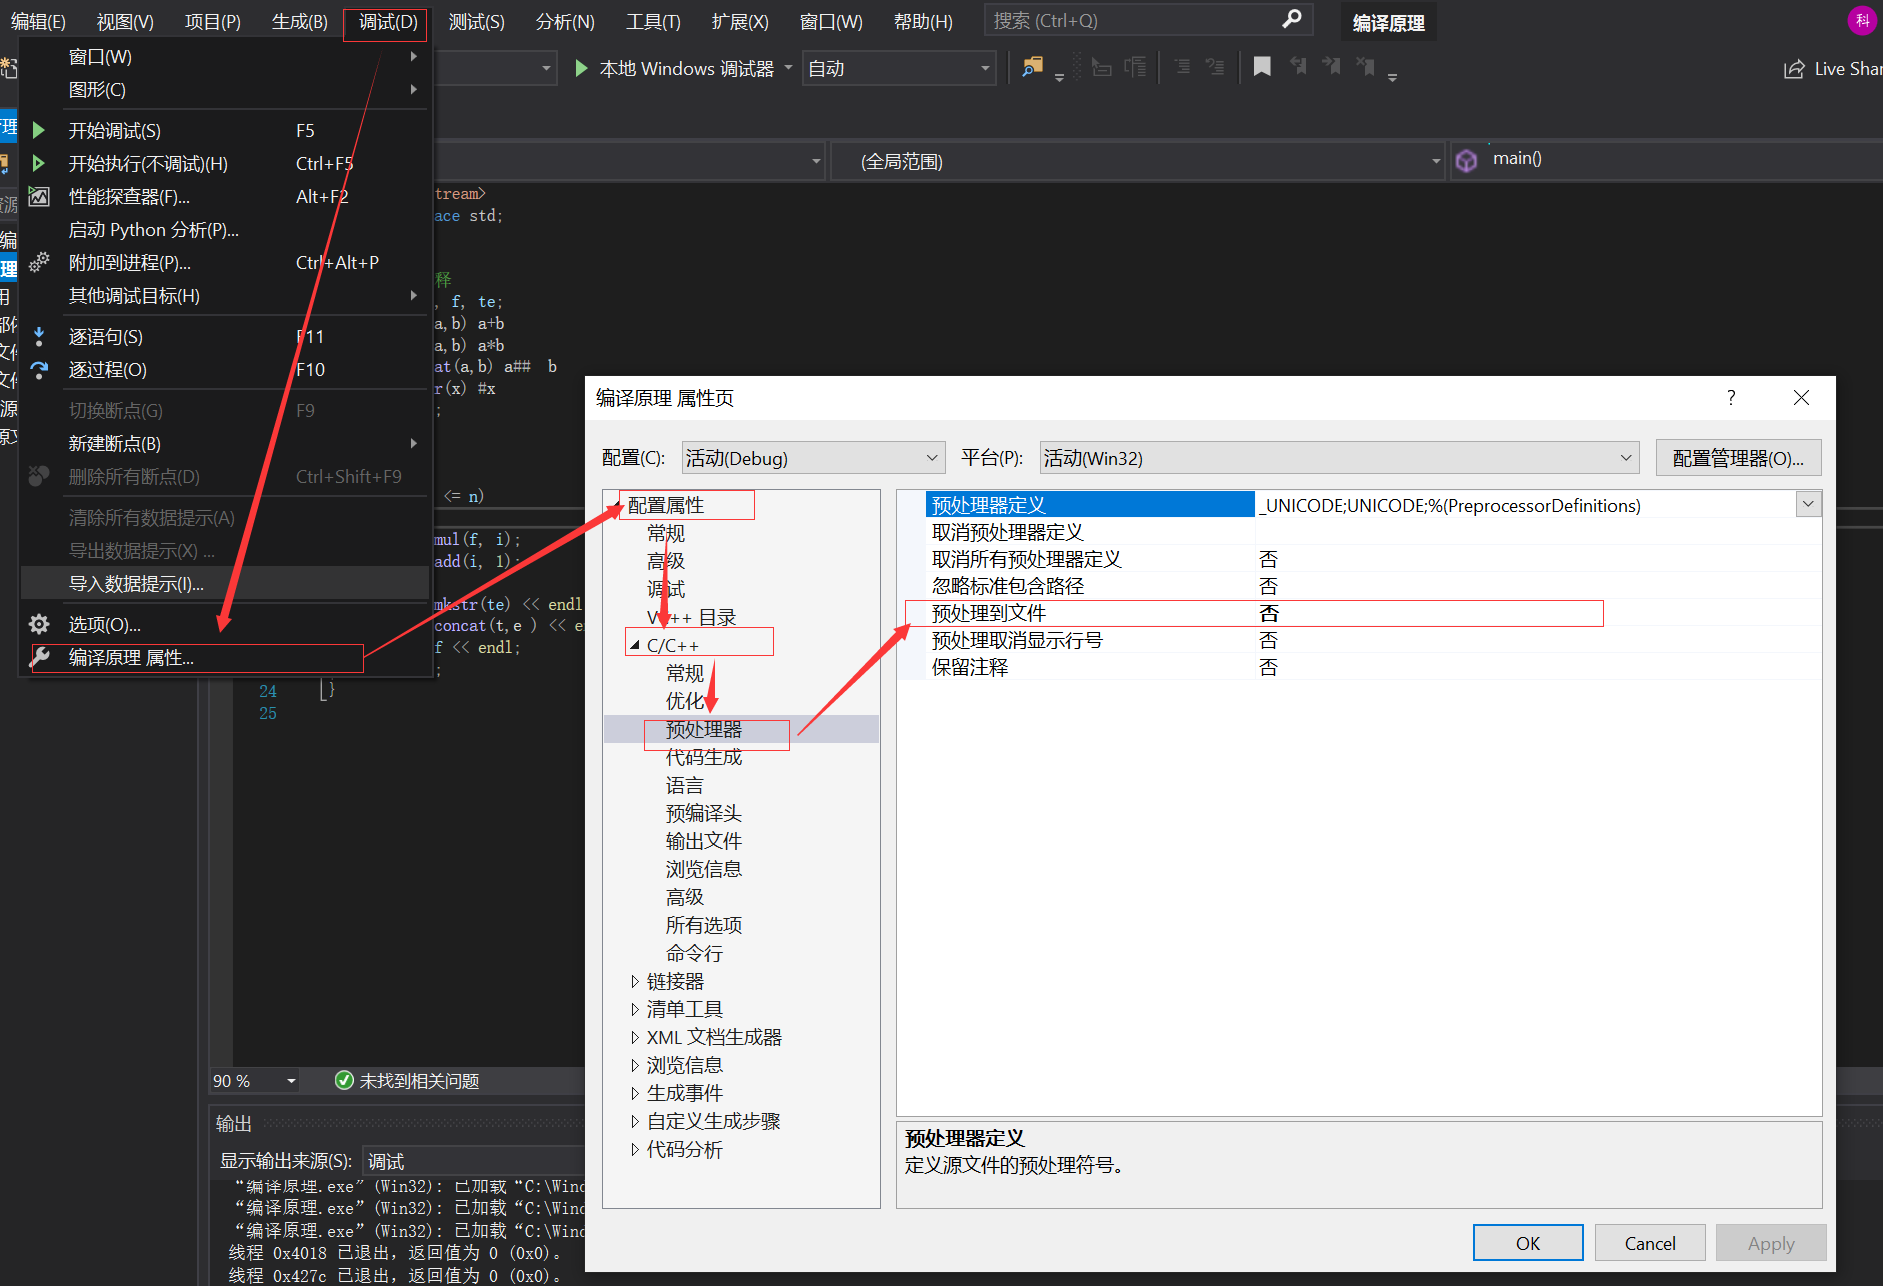 编辑(E) 视图(V) 项目(P) 生成(B) 调试(D) 测试(S) 分析(N) 工具(T) 扩展(X) 窗口(W) 帮助(H) 搜索 (Ctrl+Q) 编译原理 科
本地 Windows 调试器 自动 Live Shar
窗口(W)
图形(C)
开始调试(S) F5
开始执行(不调试)(H) Ctrl+F5
性能探查器(F)... Alt+F2
启动 Python 分析(P)...
附加到进程(P)... Ctrl+Alt+P
其他调试目标(H)
逐语句(S) F11
逐过程(O) F10
切换断点(G) F9
新建断点(B)
删除所有断点(D) Ctrl+Shift+F9
清除所有数据提示(A)
导出数据提示(X) ...
导入数据提示(I)...
选项(O)...
编译原理 属性...
(全局范围) main()
tream>
ace std;
释
, f, te;
a,b) a+b
a,b) a*b
at(a,b) a## b
r(x) #x
;
<= n)
mul(f, i);
add(i, 1);
mkstr(te) << endl
concat(t,e ) << e
f << endl;
;
24 }
25
90 % 未找到相关问题
输出
显示输出来源(S): 调试
“编译原理.exe” (Win32): 已加载 “C:\Wind
“编译原理.exe” (Win32): 已加载 “C:\Wind
“编译原理.exe” (Win32): 已加载 “C:\Wind
线程 0x4018 已退出，返回值为 0 (0x0)。
线程 0x427c 已退出，返回值为 0 (0x0)。
编译原理 属性页 ?
配置(C): 活动(Debug) 平台(P): 活动(Win32) 配置管理器(O)...
配置属性
常规
高级
调试
++ 目录
C/C++
常规
优化
预处理器
代码生成
语言
预编译头
输出文件
浏览信息
高级
所有选项
命令行
链接器
清单工具
XML 文档生成器
浏览信息
生成事件
自定义生成步骤
代码分析
预处理器定义 _UNICODE;UNICODE;%(PreprocessorDefinitions)
取消预处理器定义
取消所有预处理器定义 否
忽略标准包含路径 否
预处理到文件 否
预处理取消显示行号 否
保留注释 否
预处理器定义
定义源文件的预处理符号。
OK Cancel Apply